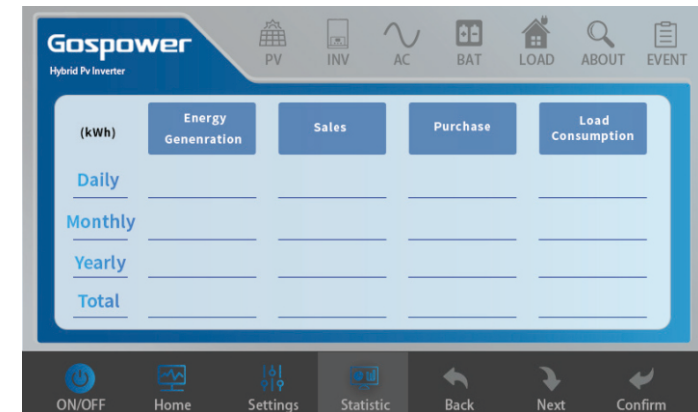 Gospower
Hybrid Pv Inverter
PV INV AC BAT LOAD ABOUT EVENT
(kWh) Energy Genenration Sales Purchase Load Consumption
Daily
Monthly
Yearly
Total
ON/OFF Home Settings Statistic Back Next Confirm